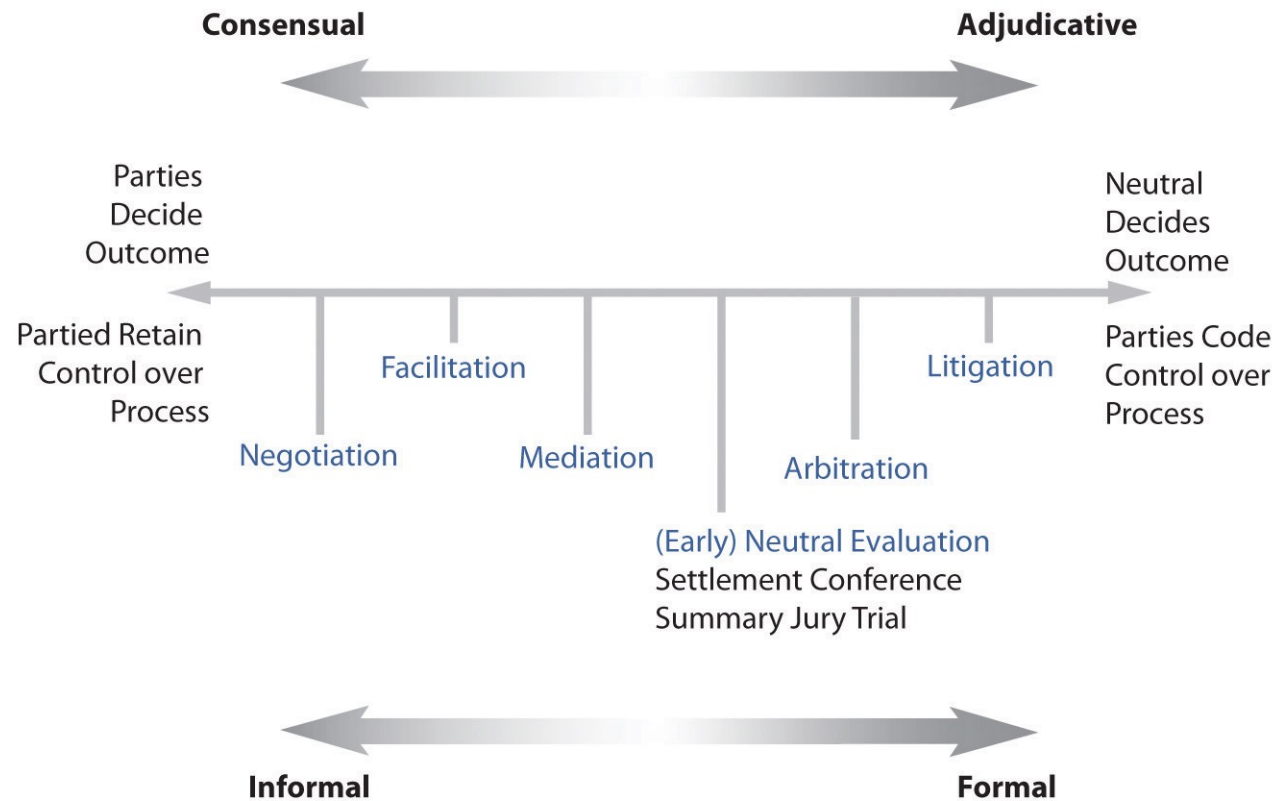 Consensual
Adjudicative
Parties
Decide
Outcome
Neutral
Decides
Outcome
Partied Retain
Control over
Process
Parties Code
Control over
Process
Facilitation
Litigation
Negotiation
Mediation
Arbitration
(Early) Neutral Evaluation
Settlement Conference
Summary Jury Trial
Informal
Formal